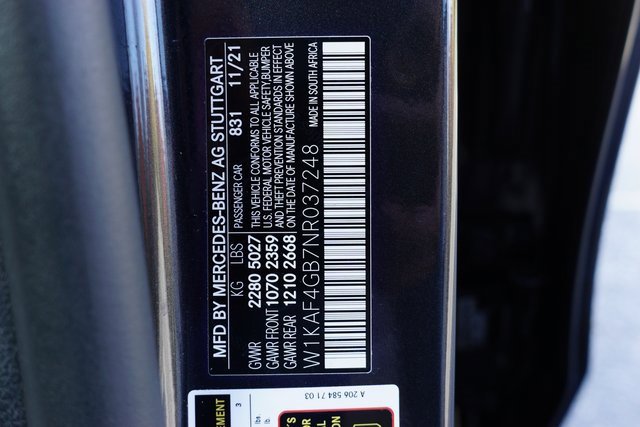 MFD BY MERCEDES-BENZ AG STUTTGART
KG LBS PASSENGER CAR 831 11/21
GVWR 2280 5027 THIS VEHICLE CONFORMS TO ALL APPLICABLE
GAWR FRONT 1070 2359 U.S. FEDERAL MOTOR VEHICLE SAFETY,BUMPER
AND THEFT PREVENTION STANDARDS IN EFFECT
GAWR REAR 1210 2668 ON THE DATE OF MANUFACTURE SHOWN ABOVE
W1KAF4GB7NR037248 MADE IN SOUTH AFRICA
A 206 584 71 03
3
lbs.